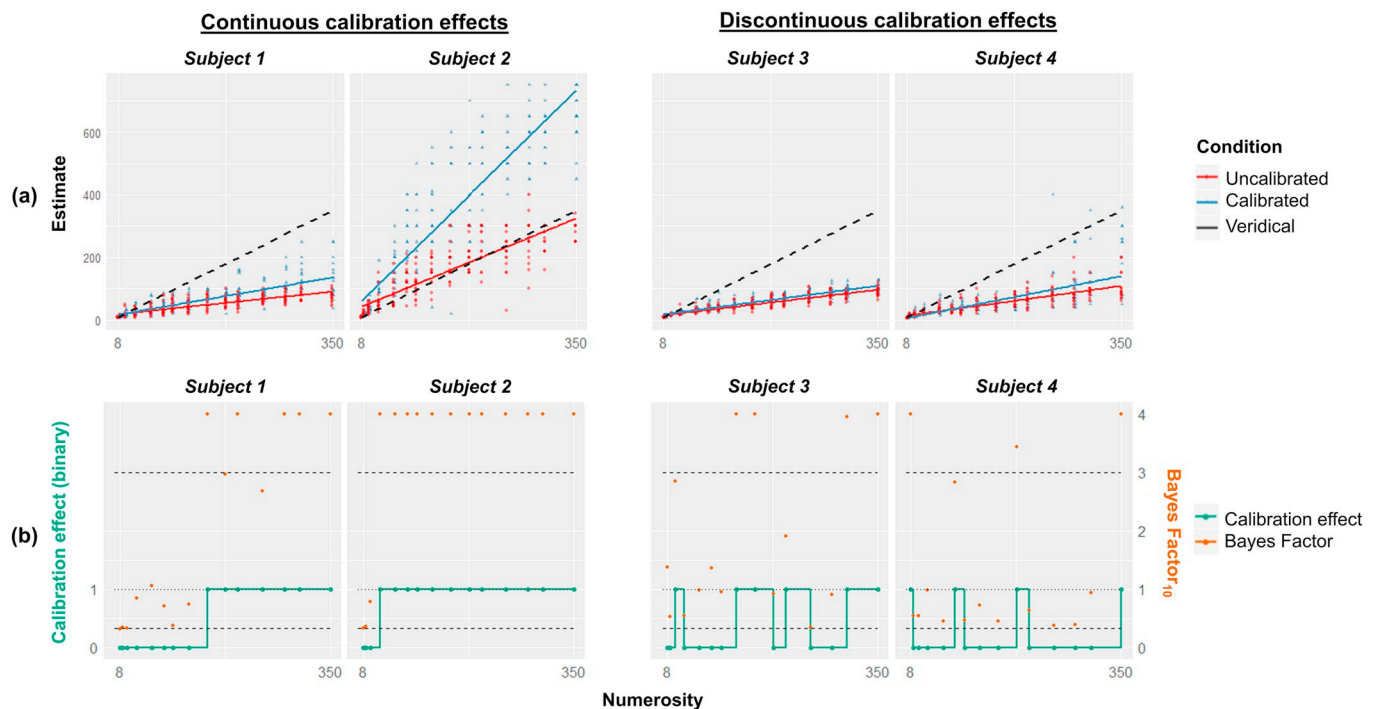 Continuous calibration effects
Discontinuous calibration effects
Subject 1
Subject 2
Subject 3
Subject 4
(a)
Estimate
600
400
200
0
8
350
8
350
8
350
8
350
Condition
Uncalibrated
Calibrated
Veridical
Subject 1
Subject 2
Subject 3
Subject 4
(b)
Calibration effect (binary)
1
0
8
350
8
350
8
350
8
350
4
3
2
1
0
Bayes Factor10
Calibration effect
Bayes Factor
Numerosity